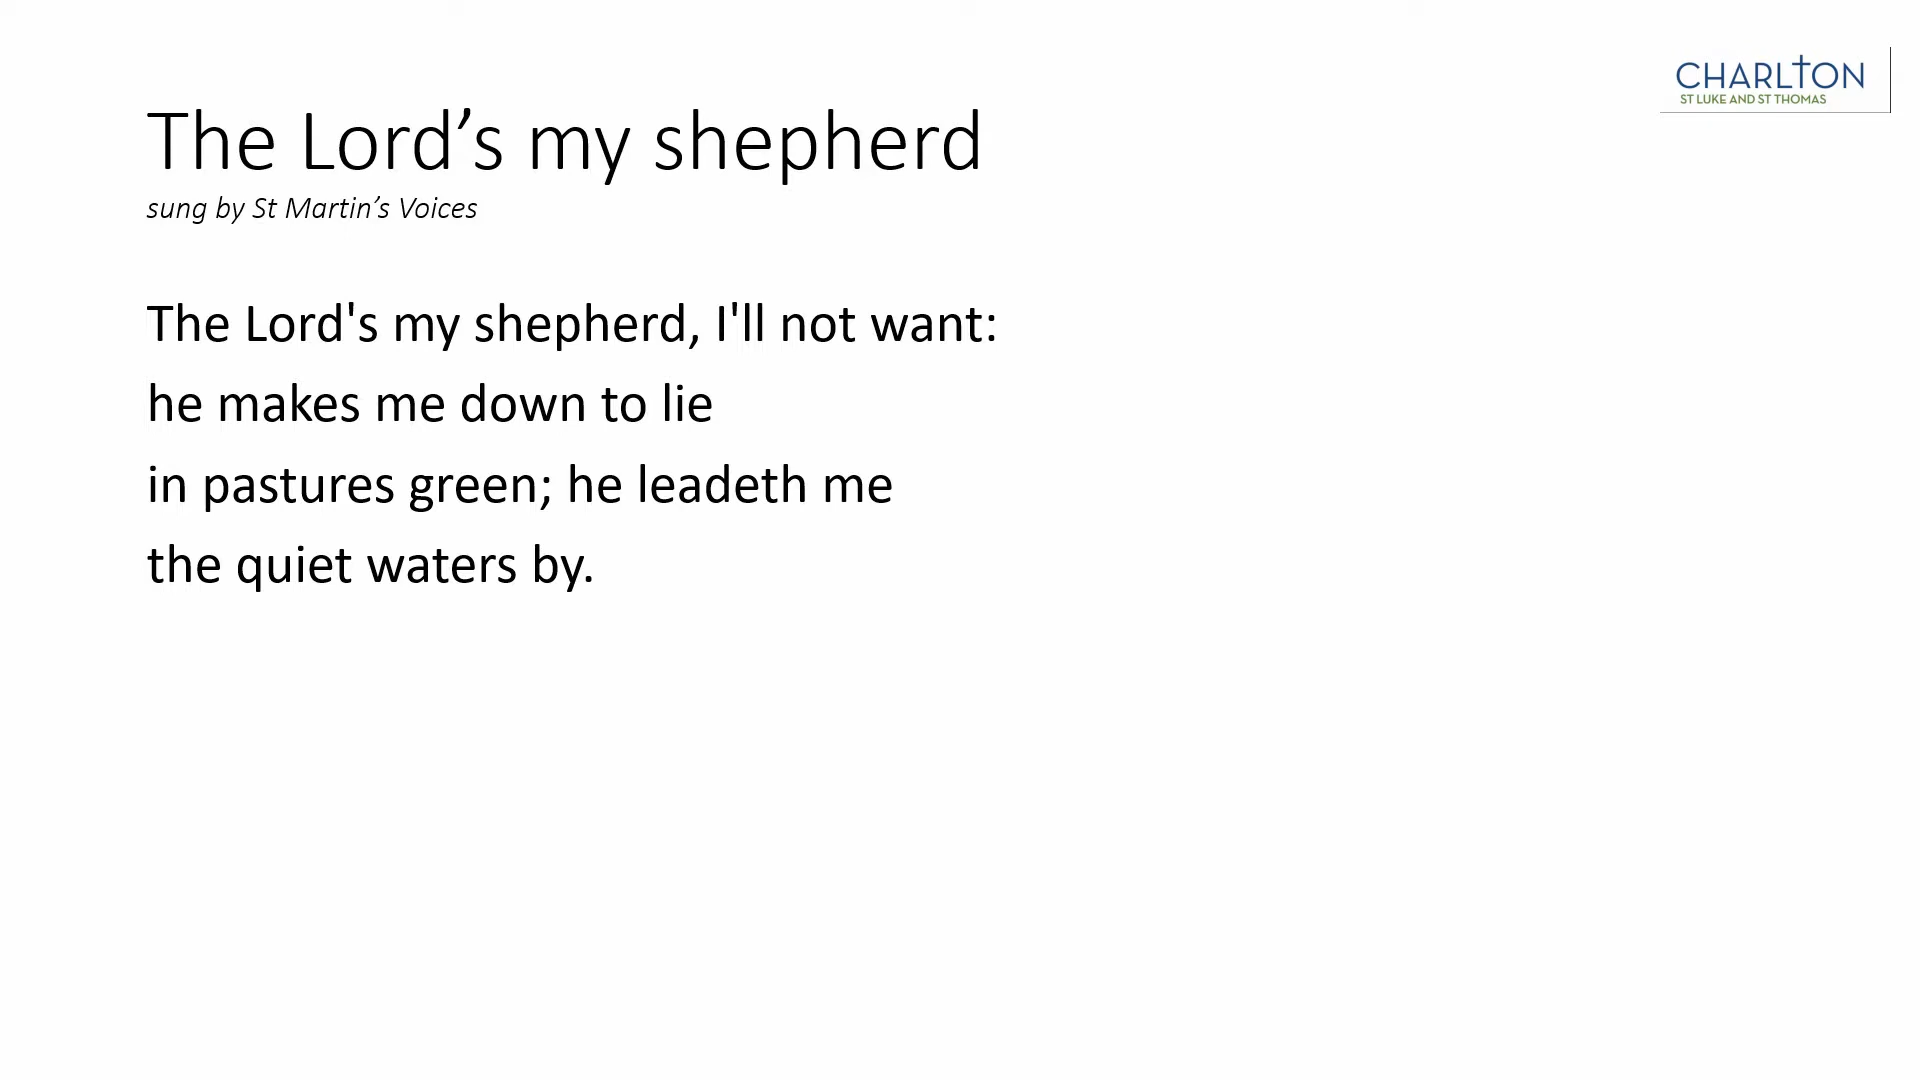 CHARLTON
ST LUKE AND ST THOMAS
The Lord’s my shepherd
sung by St Martin’s Voices
The Lord's my shepherd, I'll not want:
he makes me down to lie
in pastures green; he leadeth me
the quiet waters by.